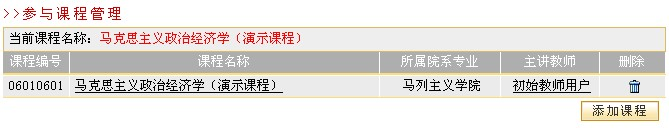 >>参与课程管理
当前课程名称：马克思主义政治经济学（演示课程）
课程编号 课程名称 所属院系专业 主讲教师 删除
06010601 马克思主义政治经济学（演示课程） 马列主义学院 初始教师用户
添加课程